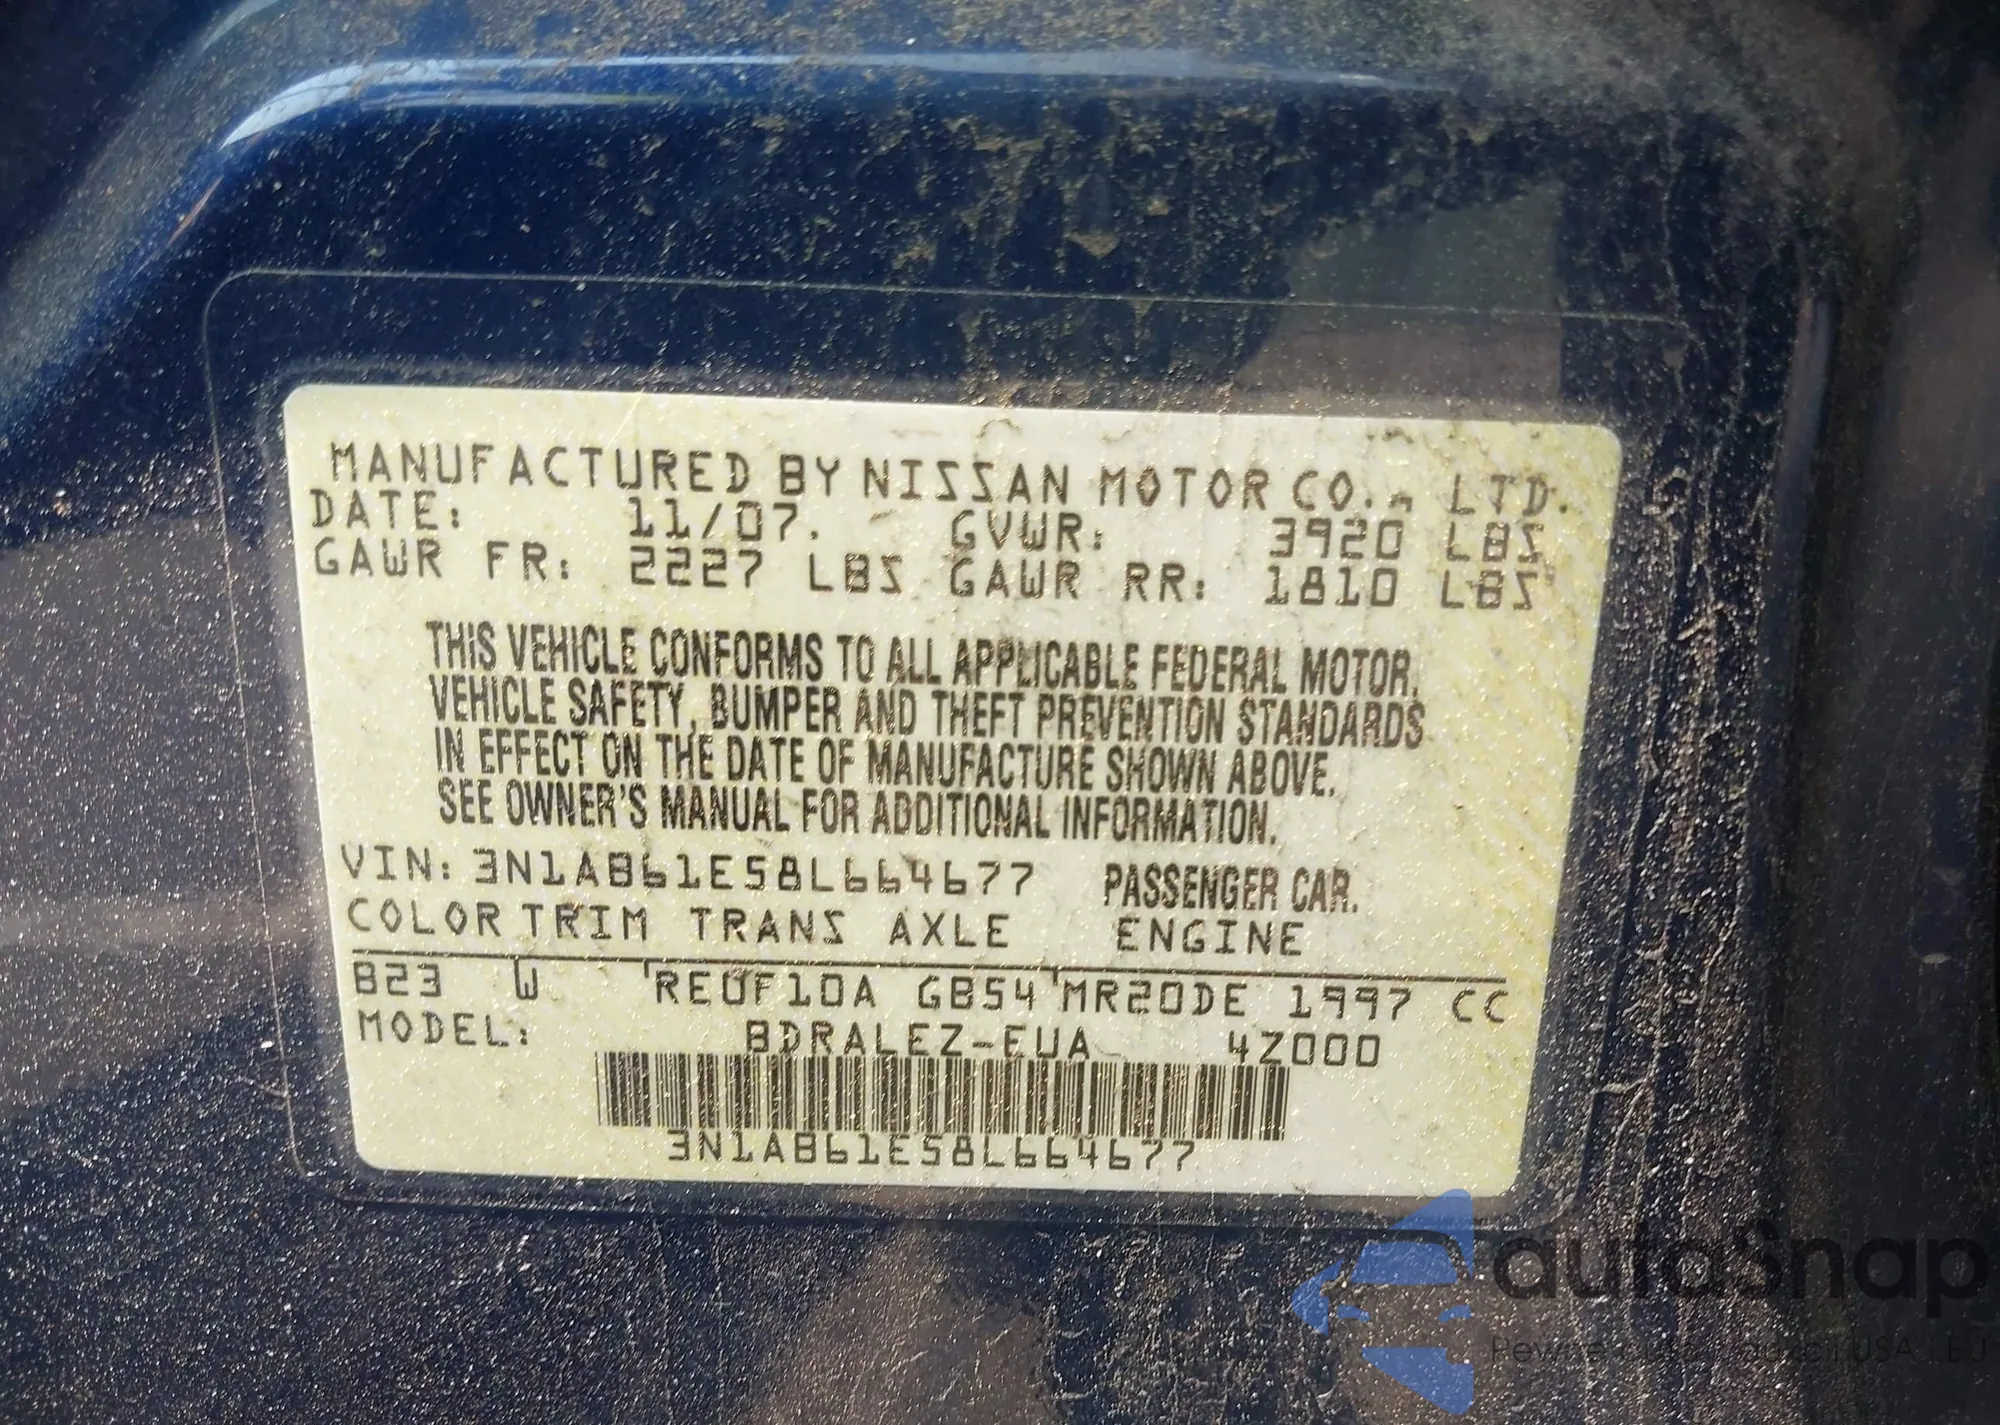 MANUFACTURED BY NISSAN MOTOR CO., LTD.
DATE: 11/07. GVWR: 3920 LBS
GAWR FR: 2227 LBS GAWR RR: 1810 LBS
THIS VEHICLE CONFORMS TO ALL APPLICABLE FEDERAL MOTOR
VEHICLE SAFETY, BUMPER AND THEFT PREVENTION STANDARDS
IN EFFECT ON THE DATE OF MANUFACTURE SHOWN ABOVE.
SEE OWNER'S MANUAL FOR ADDITIONAL INFORMATION.
VIN: 3N1AB61E58L664677 PASSENGER CAR.
COLOR TRIM TRANS AXLE ENGINE
B23 W REOF10A GB54 MR20DE 1997 CC
MODEL: BDRALEZ-EUA 4Z000
3N1AB61E58L664677
autoSnap
USA | EU